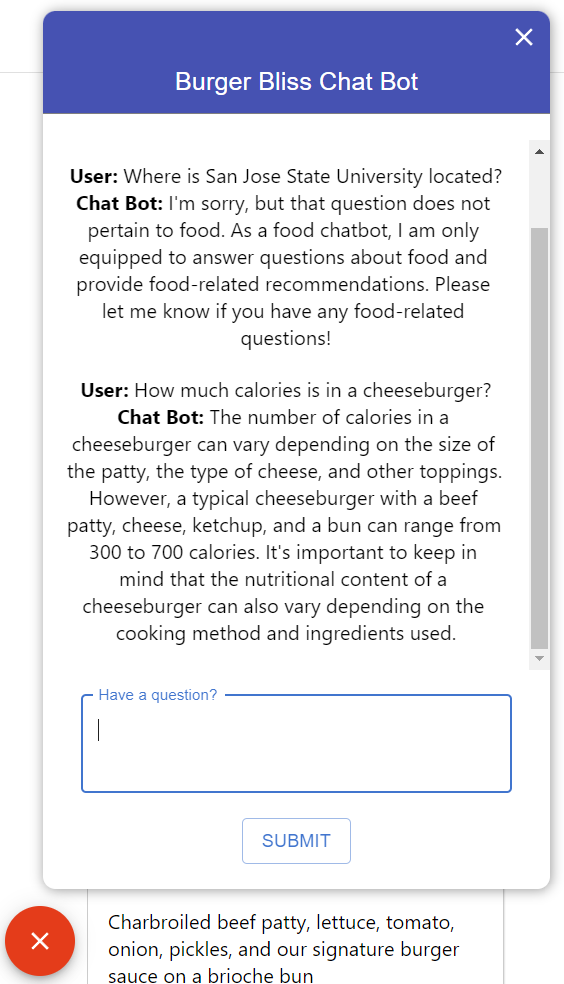 Burger Bliss Chat Bot
User: Where is San Jose State University located?
Chat Bot: I'm sorry, but that question does not
pertain to food. As a food chatbot, I am only
equipped to answer questions about food and
provide food-related recommendations. Please
let me know if you have any food-related
questions!
User: How much calories is in a cheeseburger?
Chat Bot: The number of calories in a
cheeseburger can vary depending on the size of
the patty, the type of cheese, and other toppings.
However, a typical cheeseburger with a beef
patty, cheese, ketchup, and a bun can range from
300 to 700 calories. It's important to keep in
mind that the nutritional content of a
cheeseburger can also vary depending on the
cooking method and ingredients used.
Have a question?
SUBMIT
Charbroiled beef patty, lettuce, tomato,
onion, pickles, and our signature burger
sauce on a brioche bun